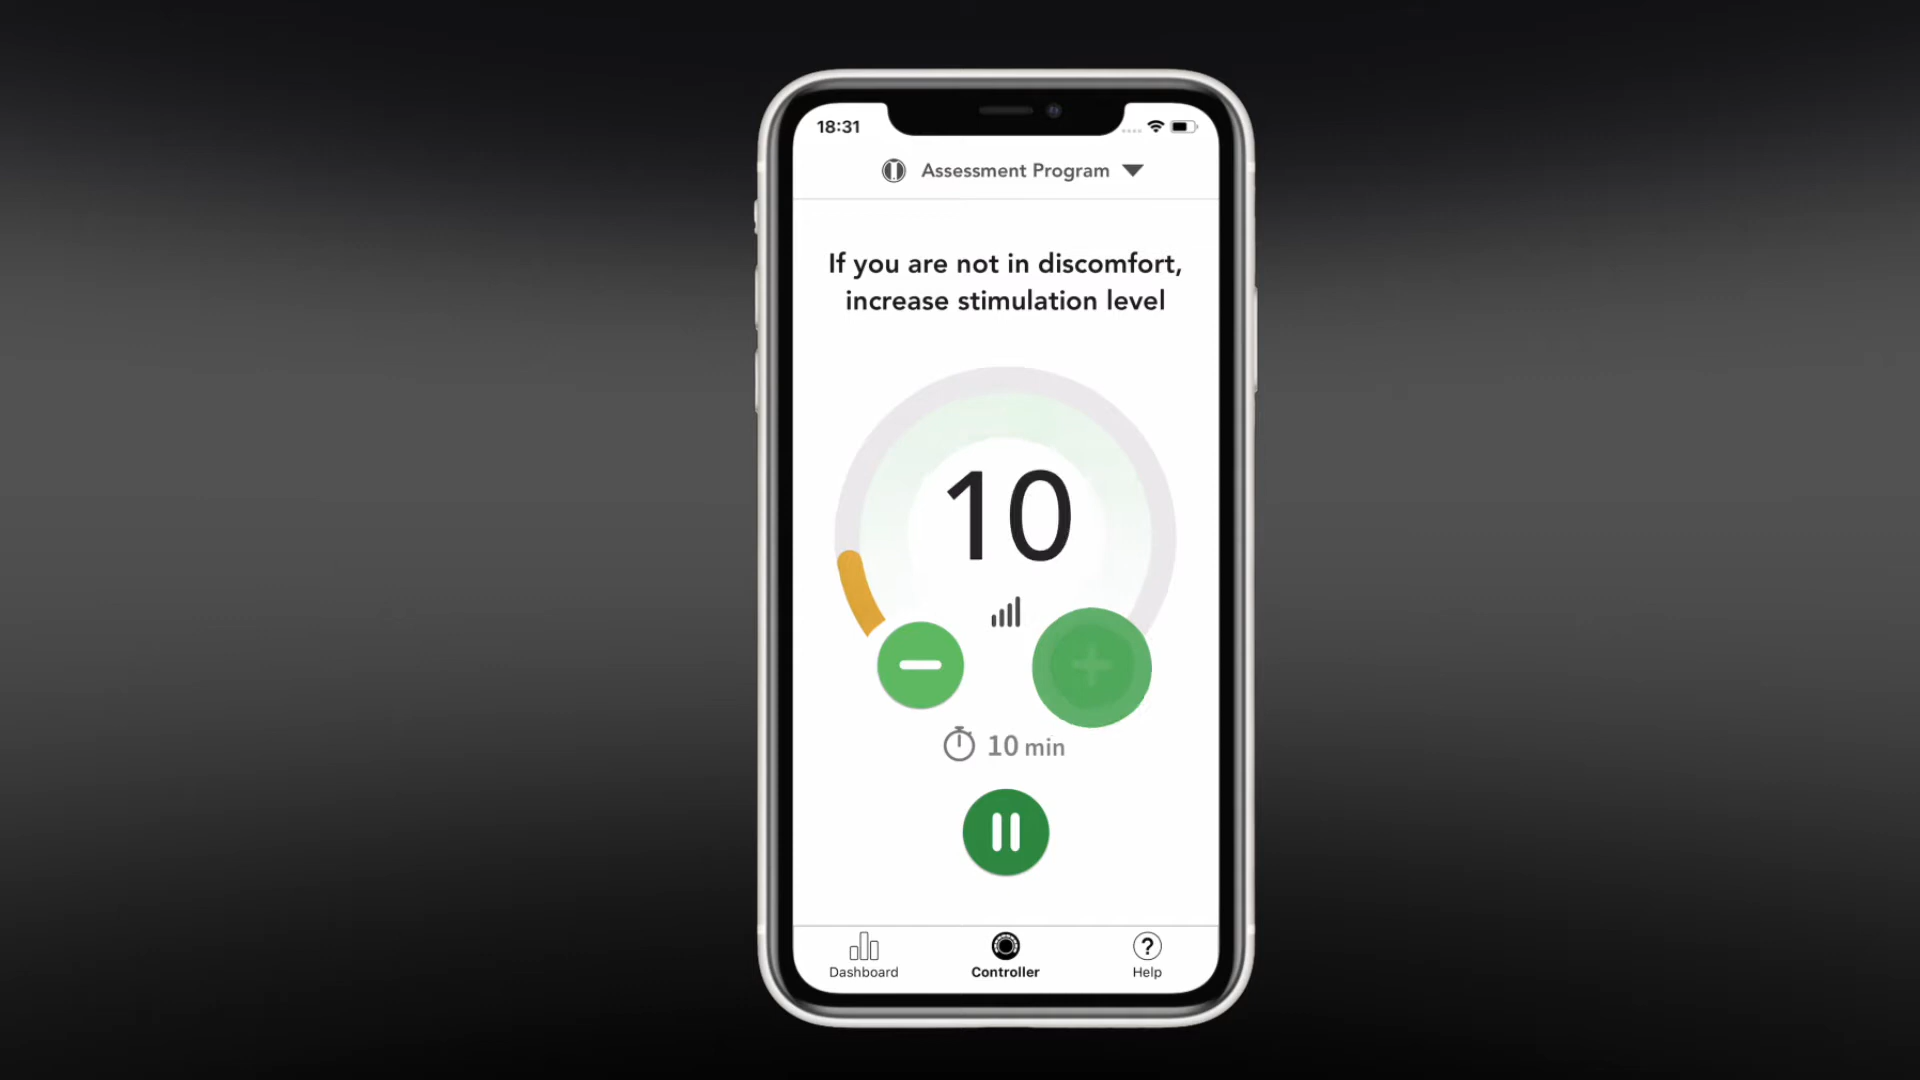 18:31
Assessment Program
If you are not in discomfort,
increase stimulation level
10
10 min
Dashboard
Controller
Help